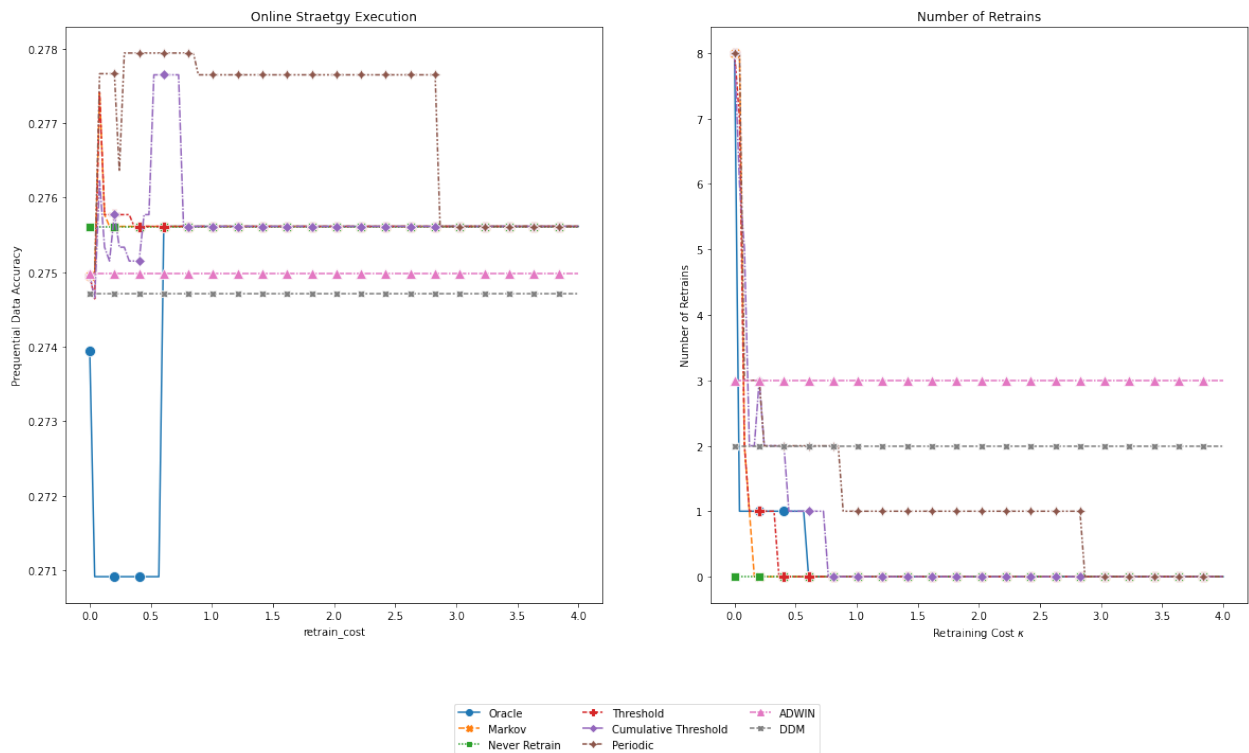 Online Straetgy Execution
0.278
0.277
0.276
0.275
0.274
0.273
0.272
0.271
Prequential Data Accuracy
0.0 0.5 1.0 1.5 2.0 2.5 3.0 3.5 4.0
retrain_cost
Number of Retrains
8
7
6
5
4
3
2
1
0
Number of Retrains
0.0 0.5 1.0 1.5 2.0 2.5 3.0 3.5 4.0
Retraining Cost κ
Oracle
Markov
Never Retrain
Threshold
Cumulative Threshold
Periodic
ADWIN
DDM